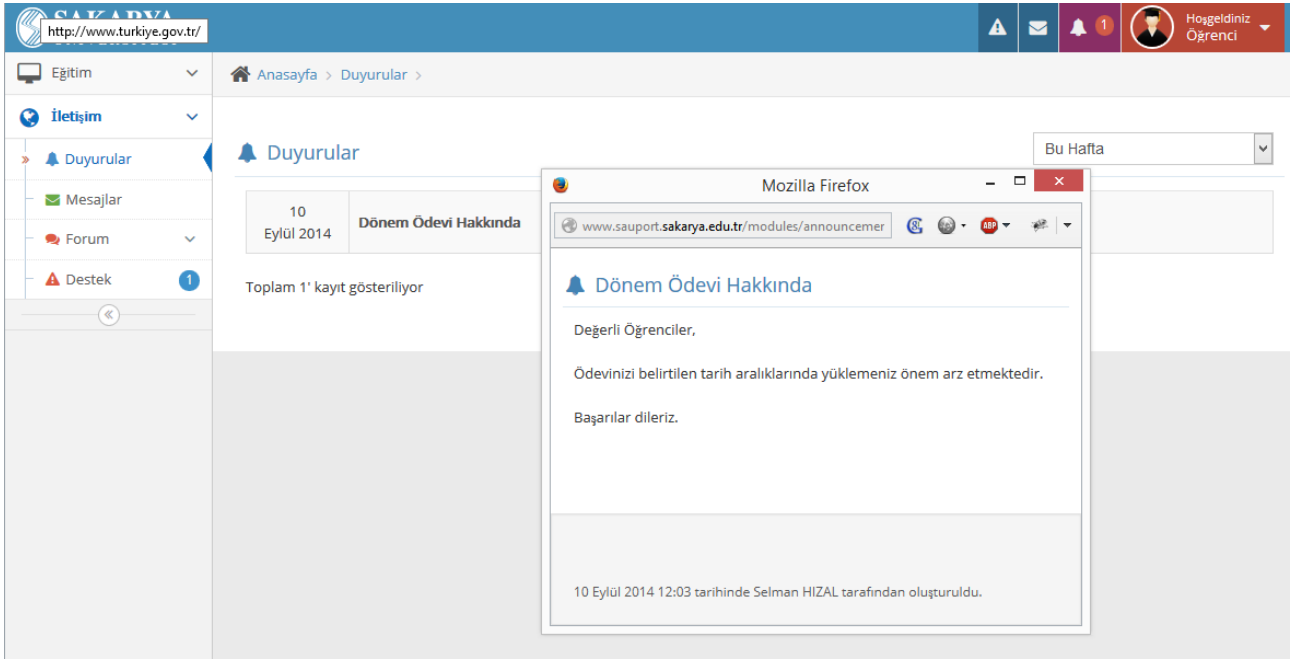 SAKARYA
http://www.turkiye.gov.tr/
1
Hoşgeldiniz
Öğrenci
Eğitim
İletişim
Duyurular
Mesajlar
Forum
Destek
1
Anasayfa > Duyurular >
Duyurular
Bu Hafta
10
Eylül 2014
Dönem Ödevi Hakkında
Toplam 1' kayıt gösteriliyor
Mozilla Firefox
www.sauport.sakarya.edu.tr/modules/announcemer
ABP
Dönem Ödevi Hakkında
Değerli Öğrenciler,
Ödevinizi belirtilen tarih aralıklarında yüklemeniz önem arz etmektedir.
Başarılar dileriz.
10 Eylül 2014 12:03 tarihinde Selman HIZAL tarafından oluşturuldu.